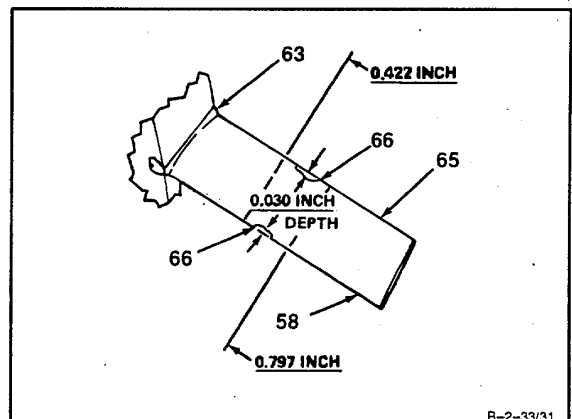 63
0.422 INCH
66
65
0.030 INCH
DEPTH
66
58
0.797 INCH
B-2-33/31